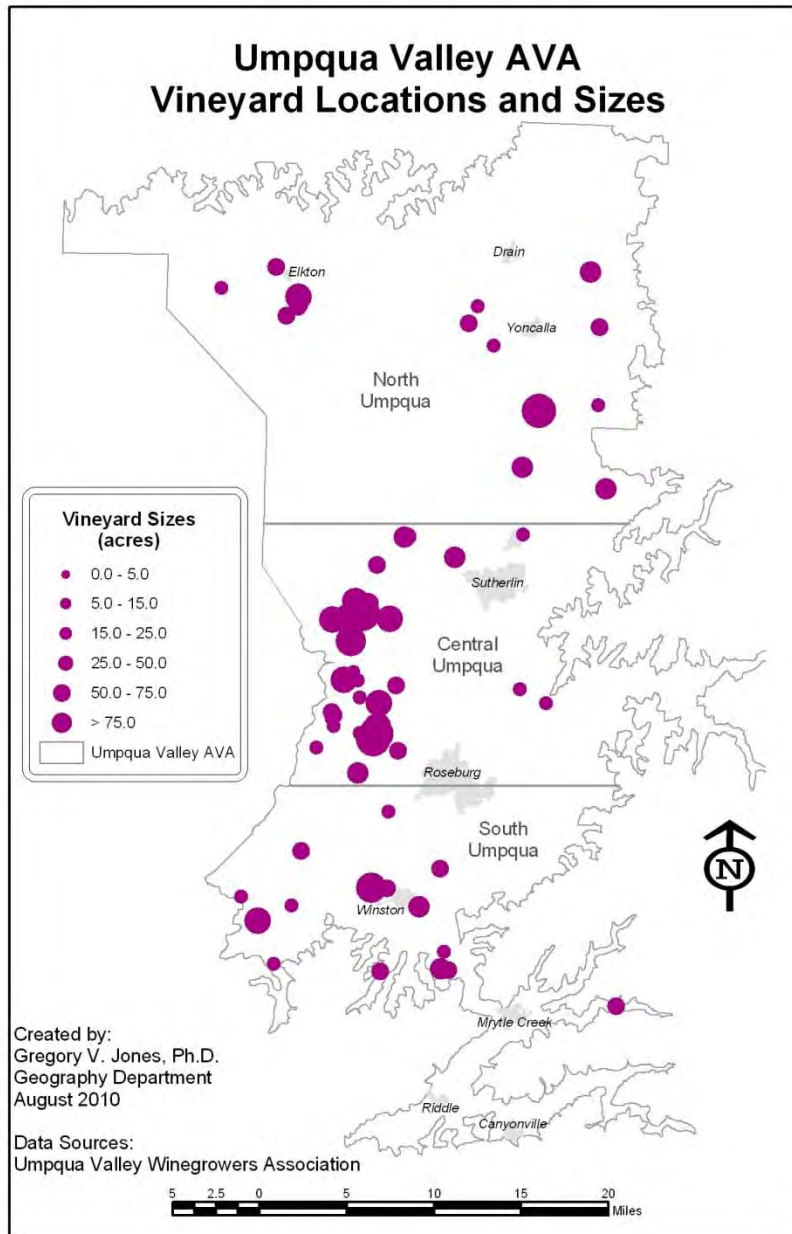 Umpqua Valley AVA
Vineyard Locations and Sizes
Drain
Elkton
Yoncalla
North
Umpqua
Vineyard Sizes
(acres)
0.0 - 5.0
5.0 - 15.0
15.0 - 25.0
25.0 - 50.0
50.0 - 75.0
> 75.0
Umpqua Valley AVA
Sutherlin
Central
Umpqua
Roseburg
South
Umpqua
N
Winston
Mrytle Creek
Riddle
Canyonville
Created by:
Gregory V. Jones, Ph.D.
Geography Department
August 2010
Data Sources:
Umpqua Valley Winegrowers Association
5 2.5 0 5 10 15 20
Miles